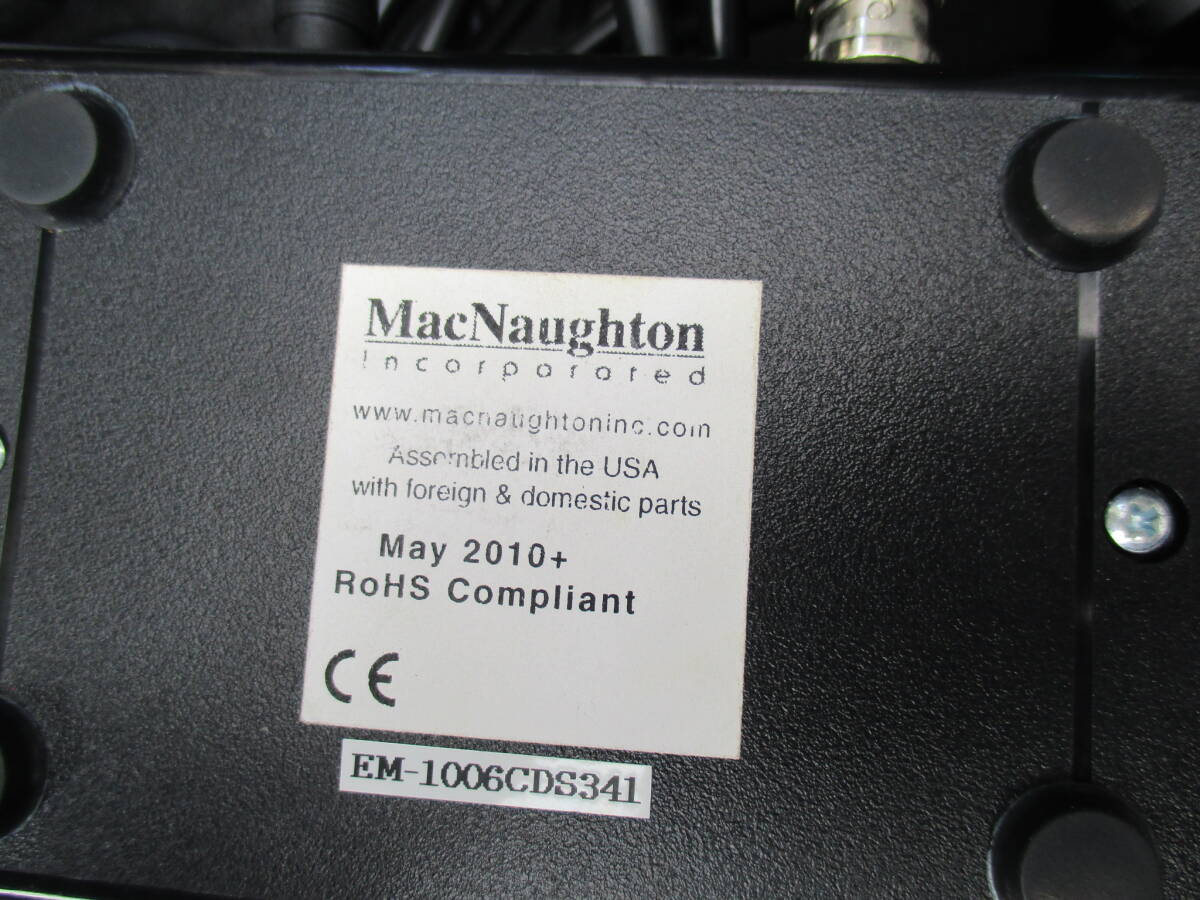 MacNaughton
Incorporored
www.macnaughtoninc.com
Assembled in the USA
with foreign & domestic parts
May 2010+
RoHS Compliant
CE
EM-1006CDS341